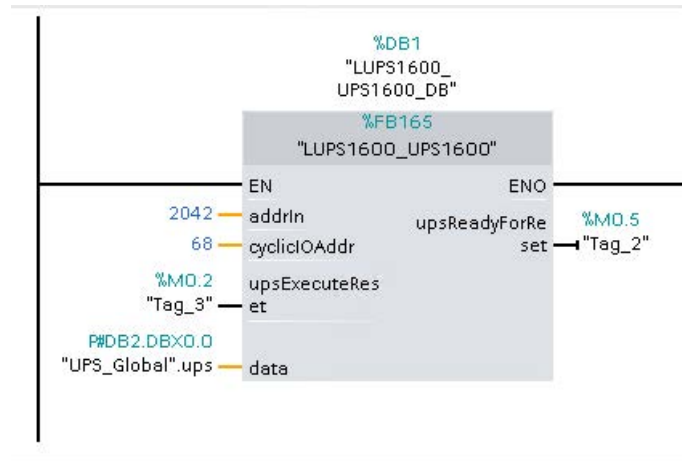 %DB1
"LUPS1600_
UPS1600_DB"
%FB165
"LUPS1600_UPS1600"
EN ENO
2042 addrIn
upsReadyForRe %M0.5
68 cyclicIOAddr set "Tag_2"
%M0.2 upsExecuteRes
"Tag_3" et
P#DB2.DBX0.0
"UPS_Global".ups data